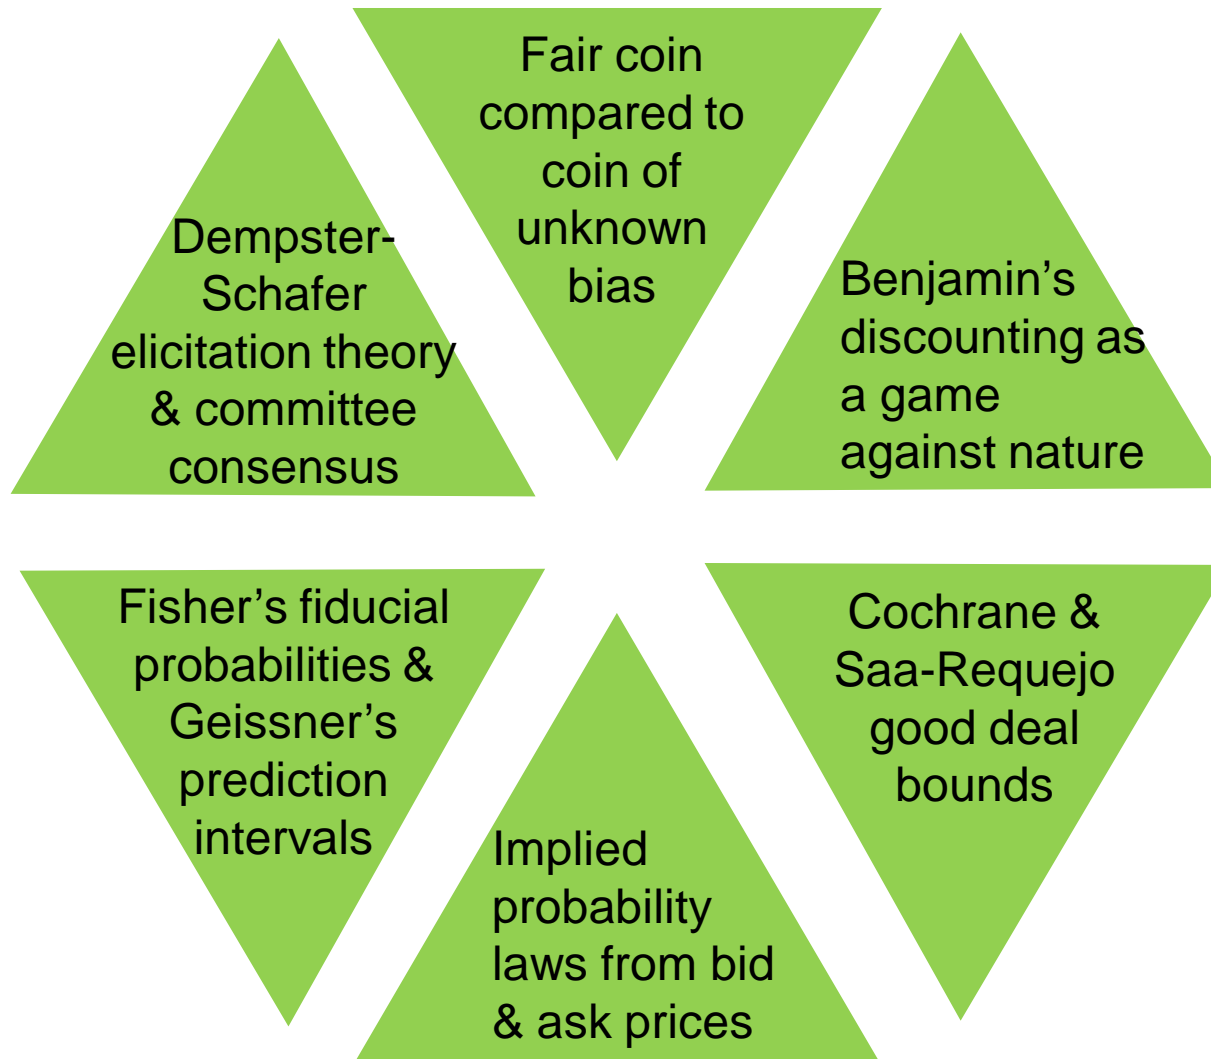 Fair coin
compared to
coin of
unknown
bias
Dempster-
Schafer
elicitation theory
& committee
consensus
Benjamin’s
discounting as
a game
against nature
Fisher’s fiducial
probabilities &
Geissner’s
prediction
intervals
Cochrane &
Saa-Requejo
good deal
bounds
Implied
probability
laws from bid
& ask prices